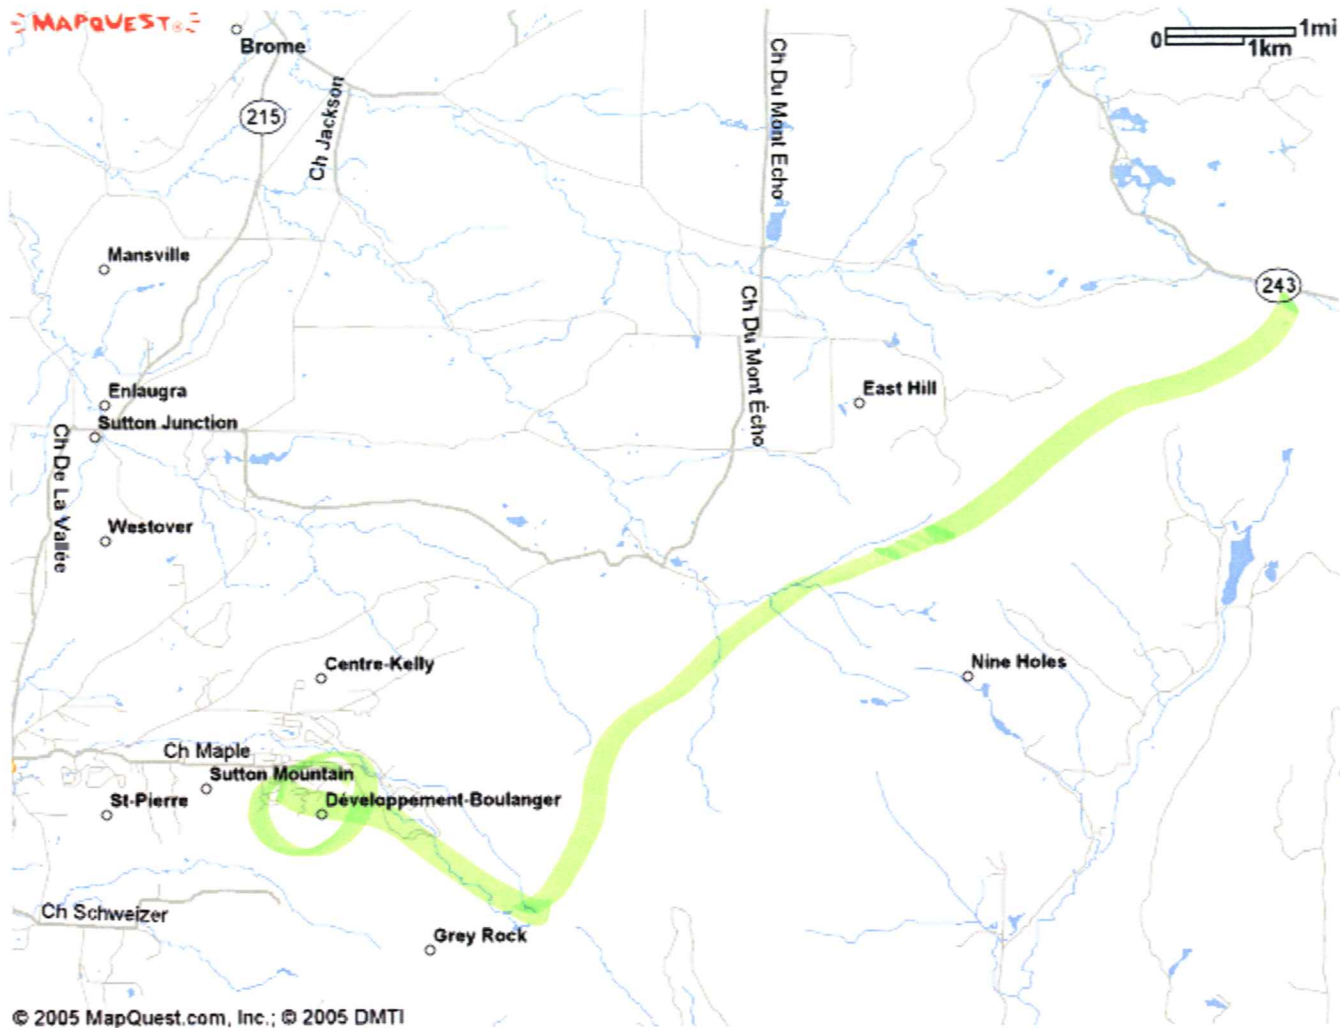 MAPQUEST
0 1mi
1km
Brome
215
Ch Jackson
Ch Du Mont Echo
Mansville
243
Ch Du Mont Écho
Enlaugra
East Hill
Sutton Junction
Ch De La Vallée
Westover
Centre-Kelly
Nine Holes
Ch Maple
Sutton Mountain
St-Pierre
Développement-Boulanger
Ch Schweizer
Grey Rock
© 2005 MapQuest.com, Inc.; © 2005 DMTI